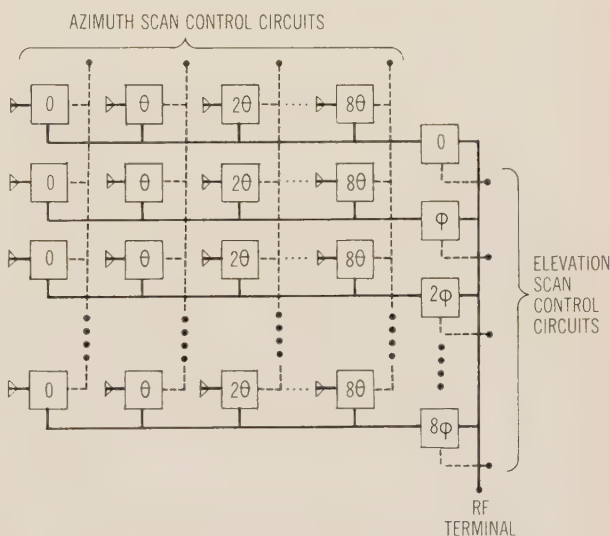 AZIMUTH SCAN CONTROL CIRCUITS
0 θ 2θ 8θ
0
0 θ 2θ 8θ
φ
0 θ 2θ 8θ
2φ
ELEVATION
SCAN
CONTROL
CIRCUITS
0 θ 2θ 8θ
8φ
RF
TERMINAL